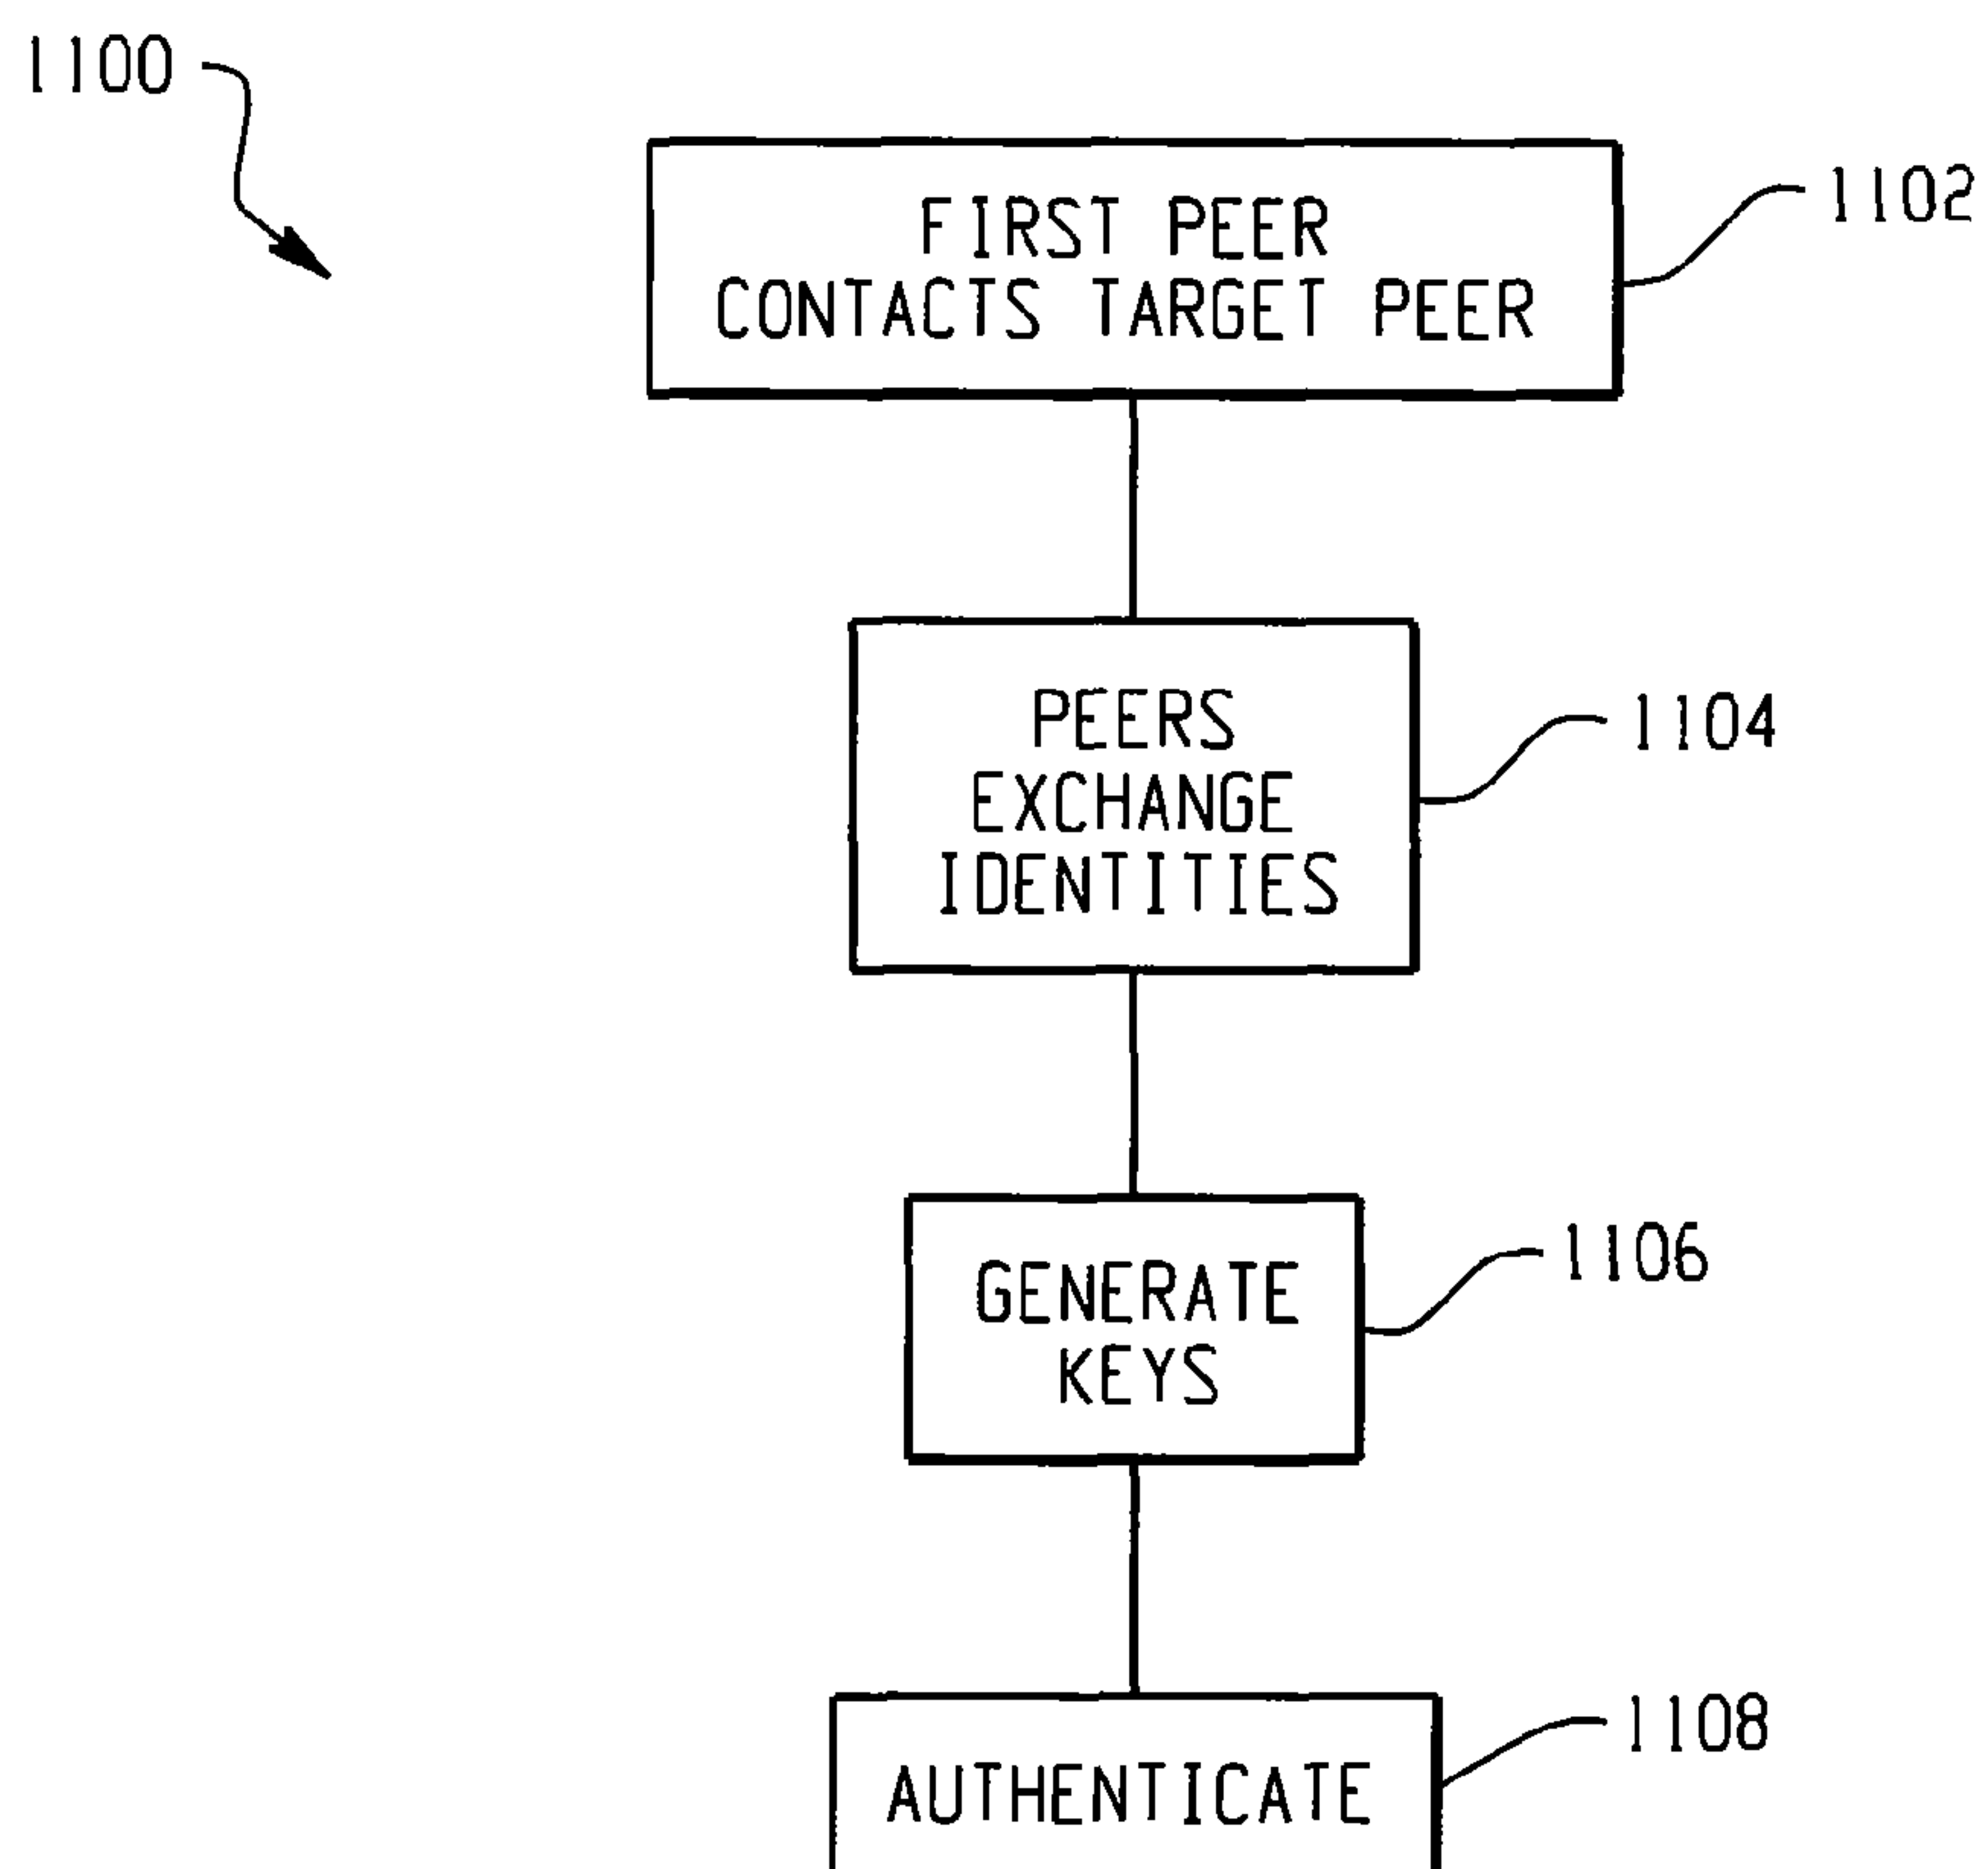 1100
FIRST PEER
CONTACTS TARGET PEER
1102
PEERS
EXCHANGE
IDENTITIES
1104
GENERATE
KEYS
1106
AUTHENTICATE
1108